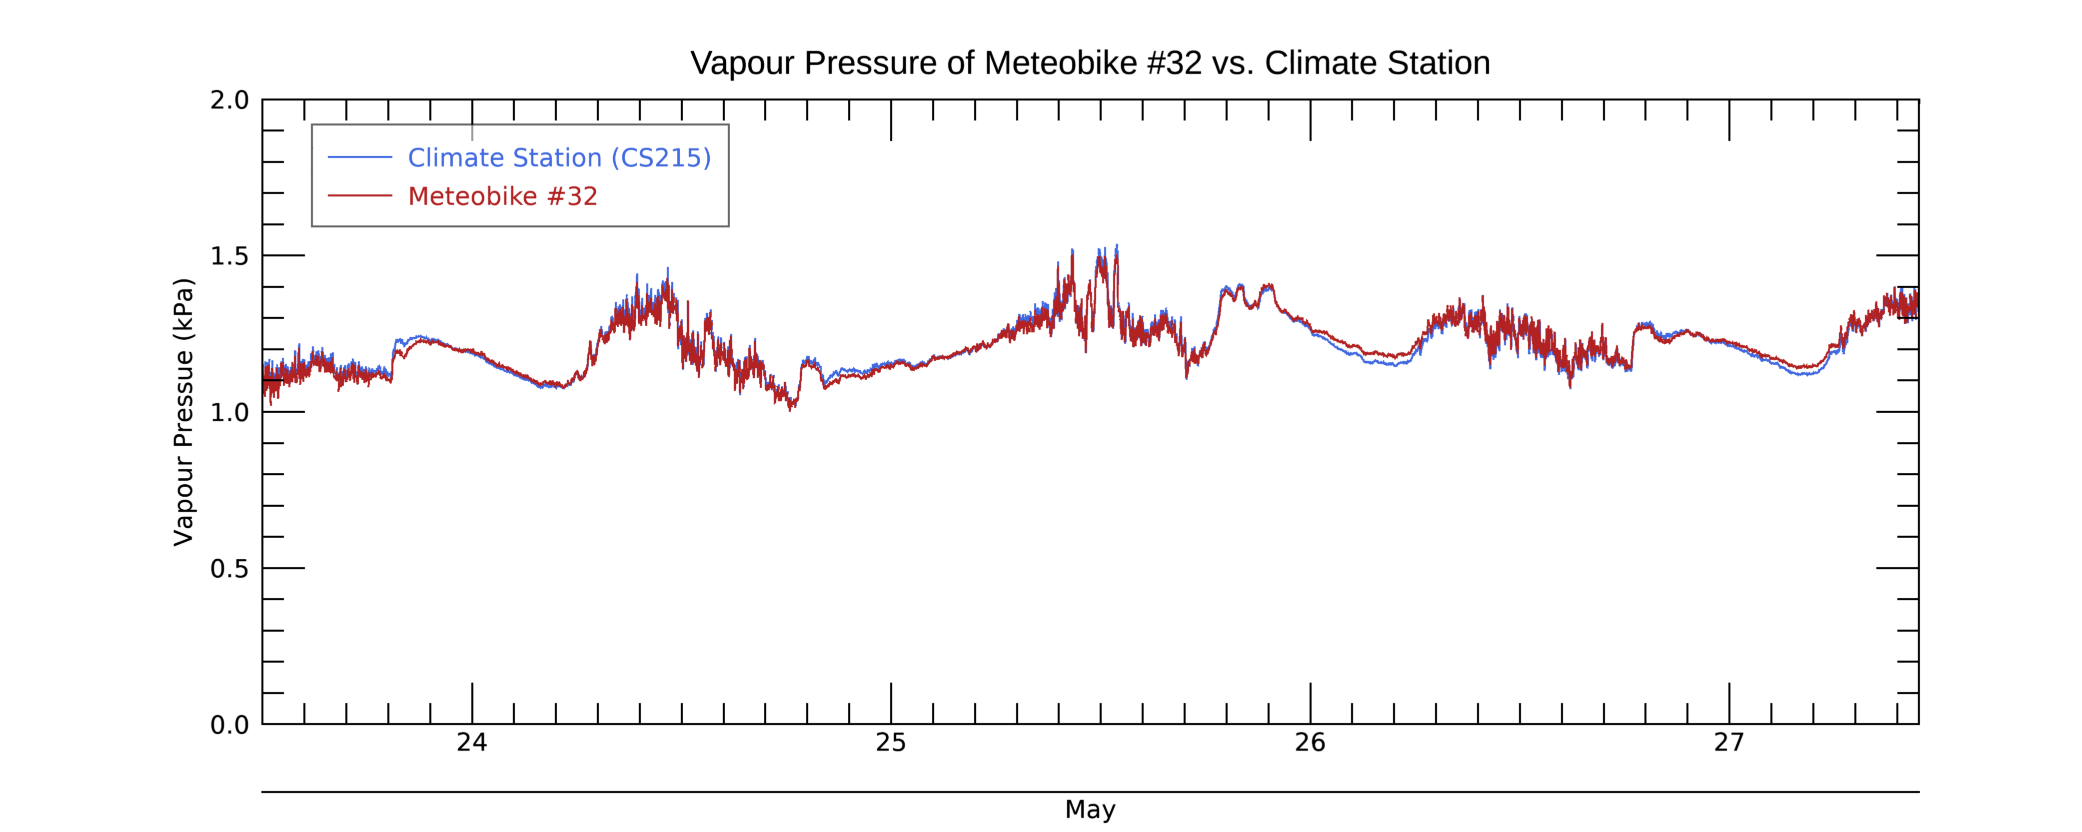 Vapour Pressure of Meteobike #32 vs. Climate Station
2.0
Climate Station (CS215)
Meteobike #32
1.5
1.0
0.5
0.0
Vapour Pressue (kPa)
24 25 26 27
May